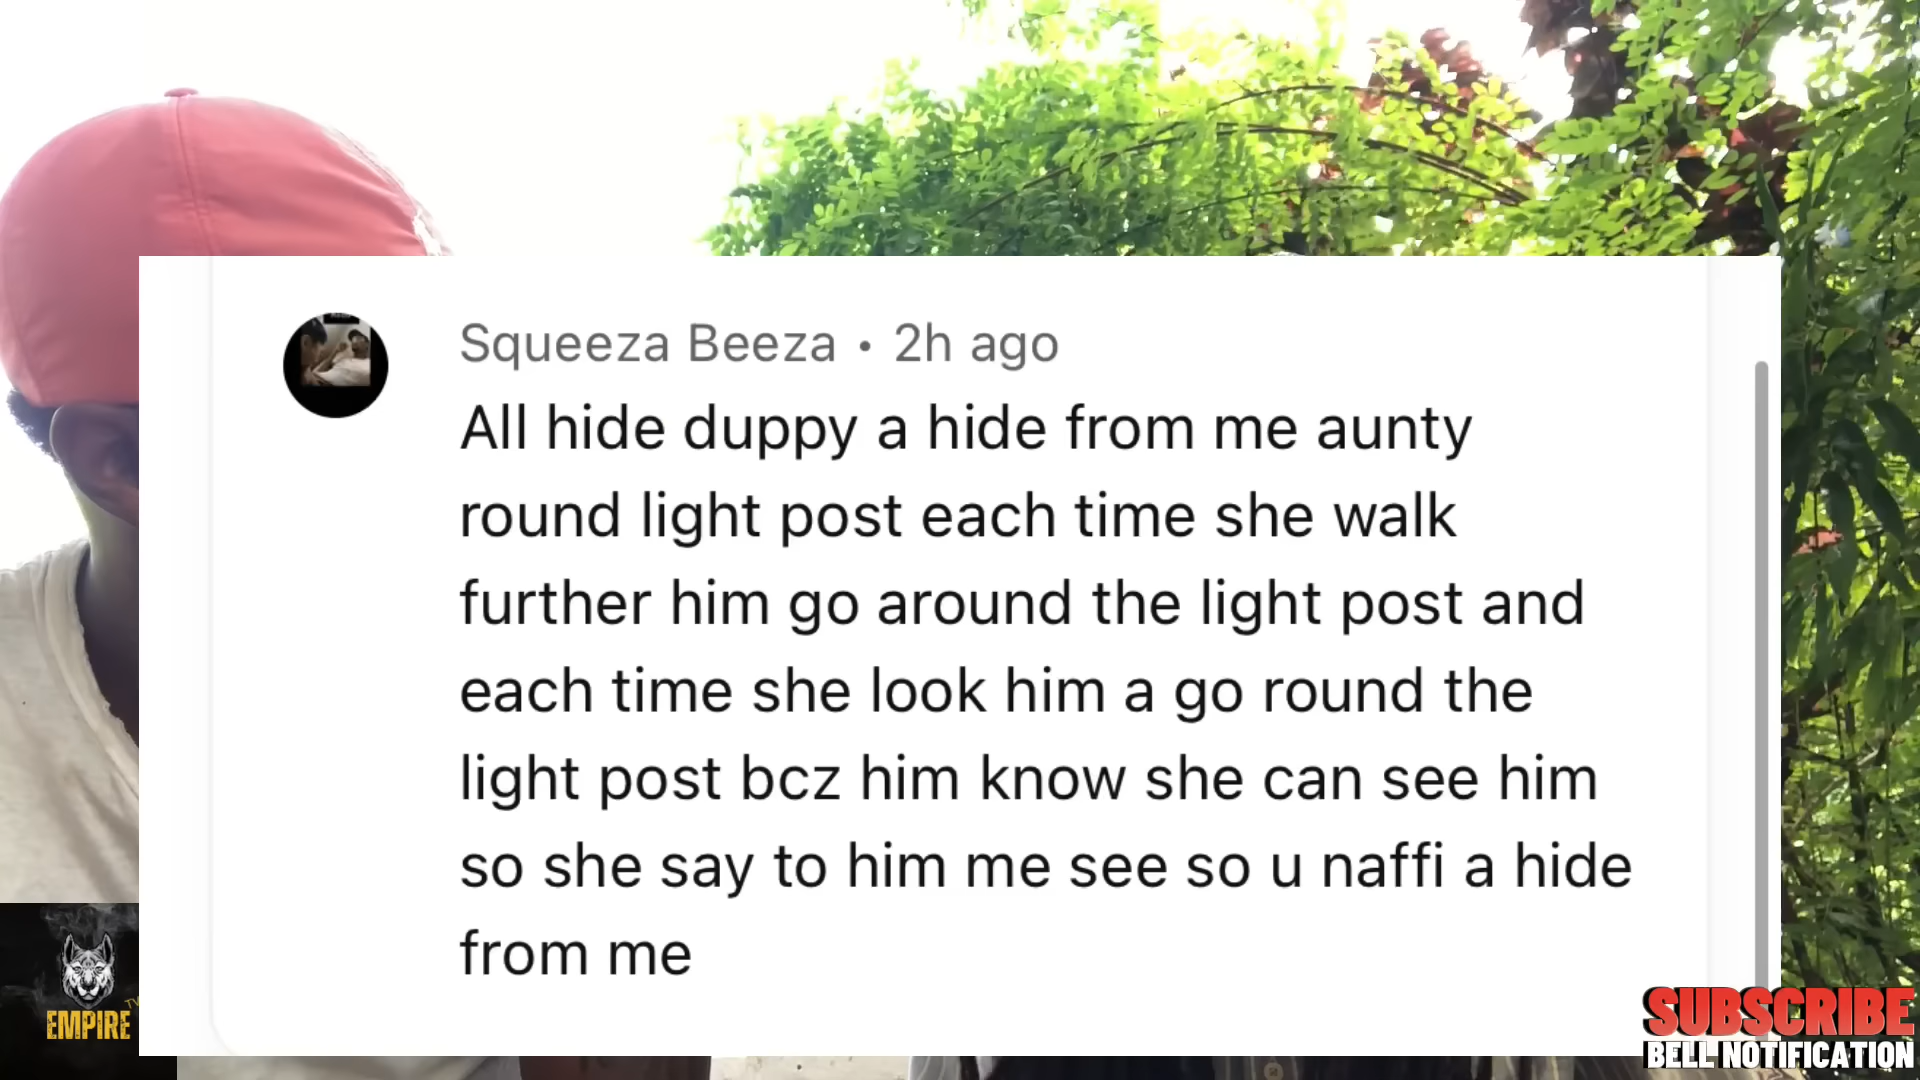 Squeeza Beeza • 2h ago
All hide duppy a hide from me aunty
round light post each time she walk
further him go around the light post and
each time she look him a go round the
light post bcz him know she can see him
so she say to him me see so u naffi a hide
from me
TV
EMPIRE
SUBSCRIBE
BELL NOTIFICATION